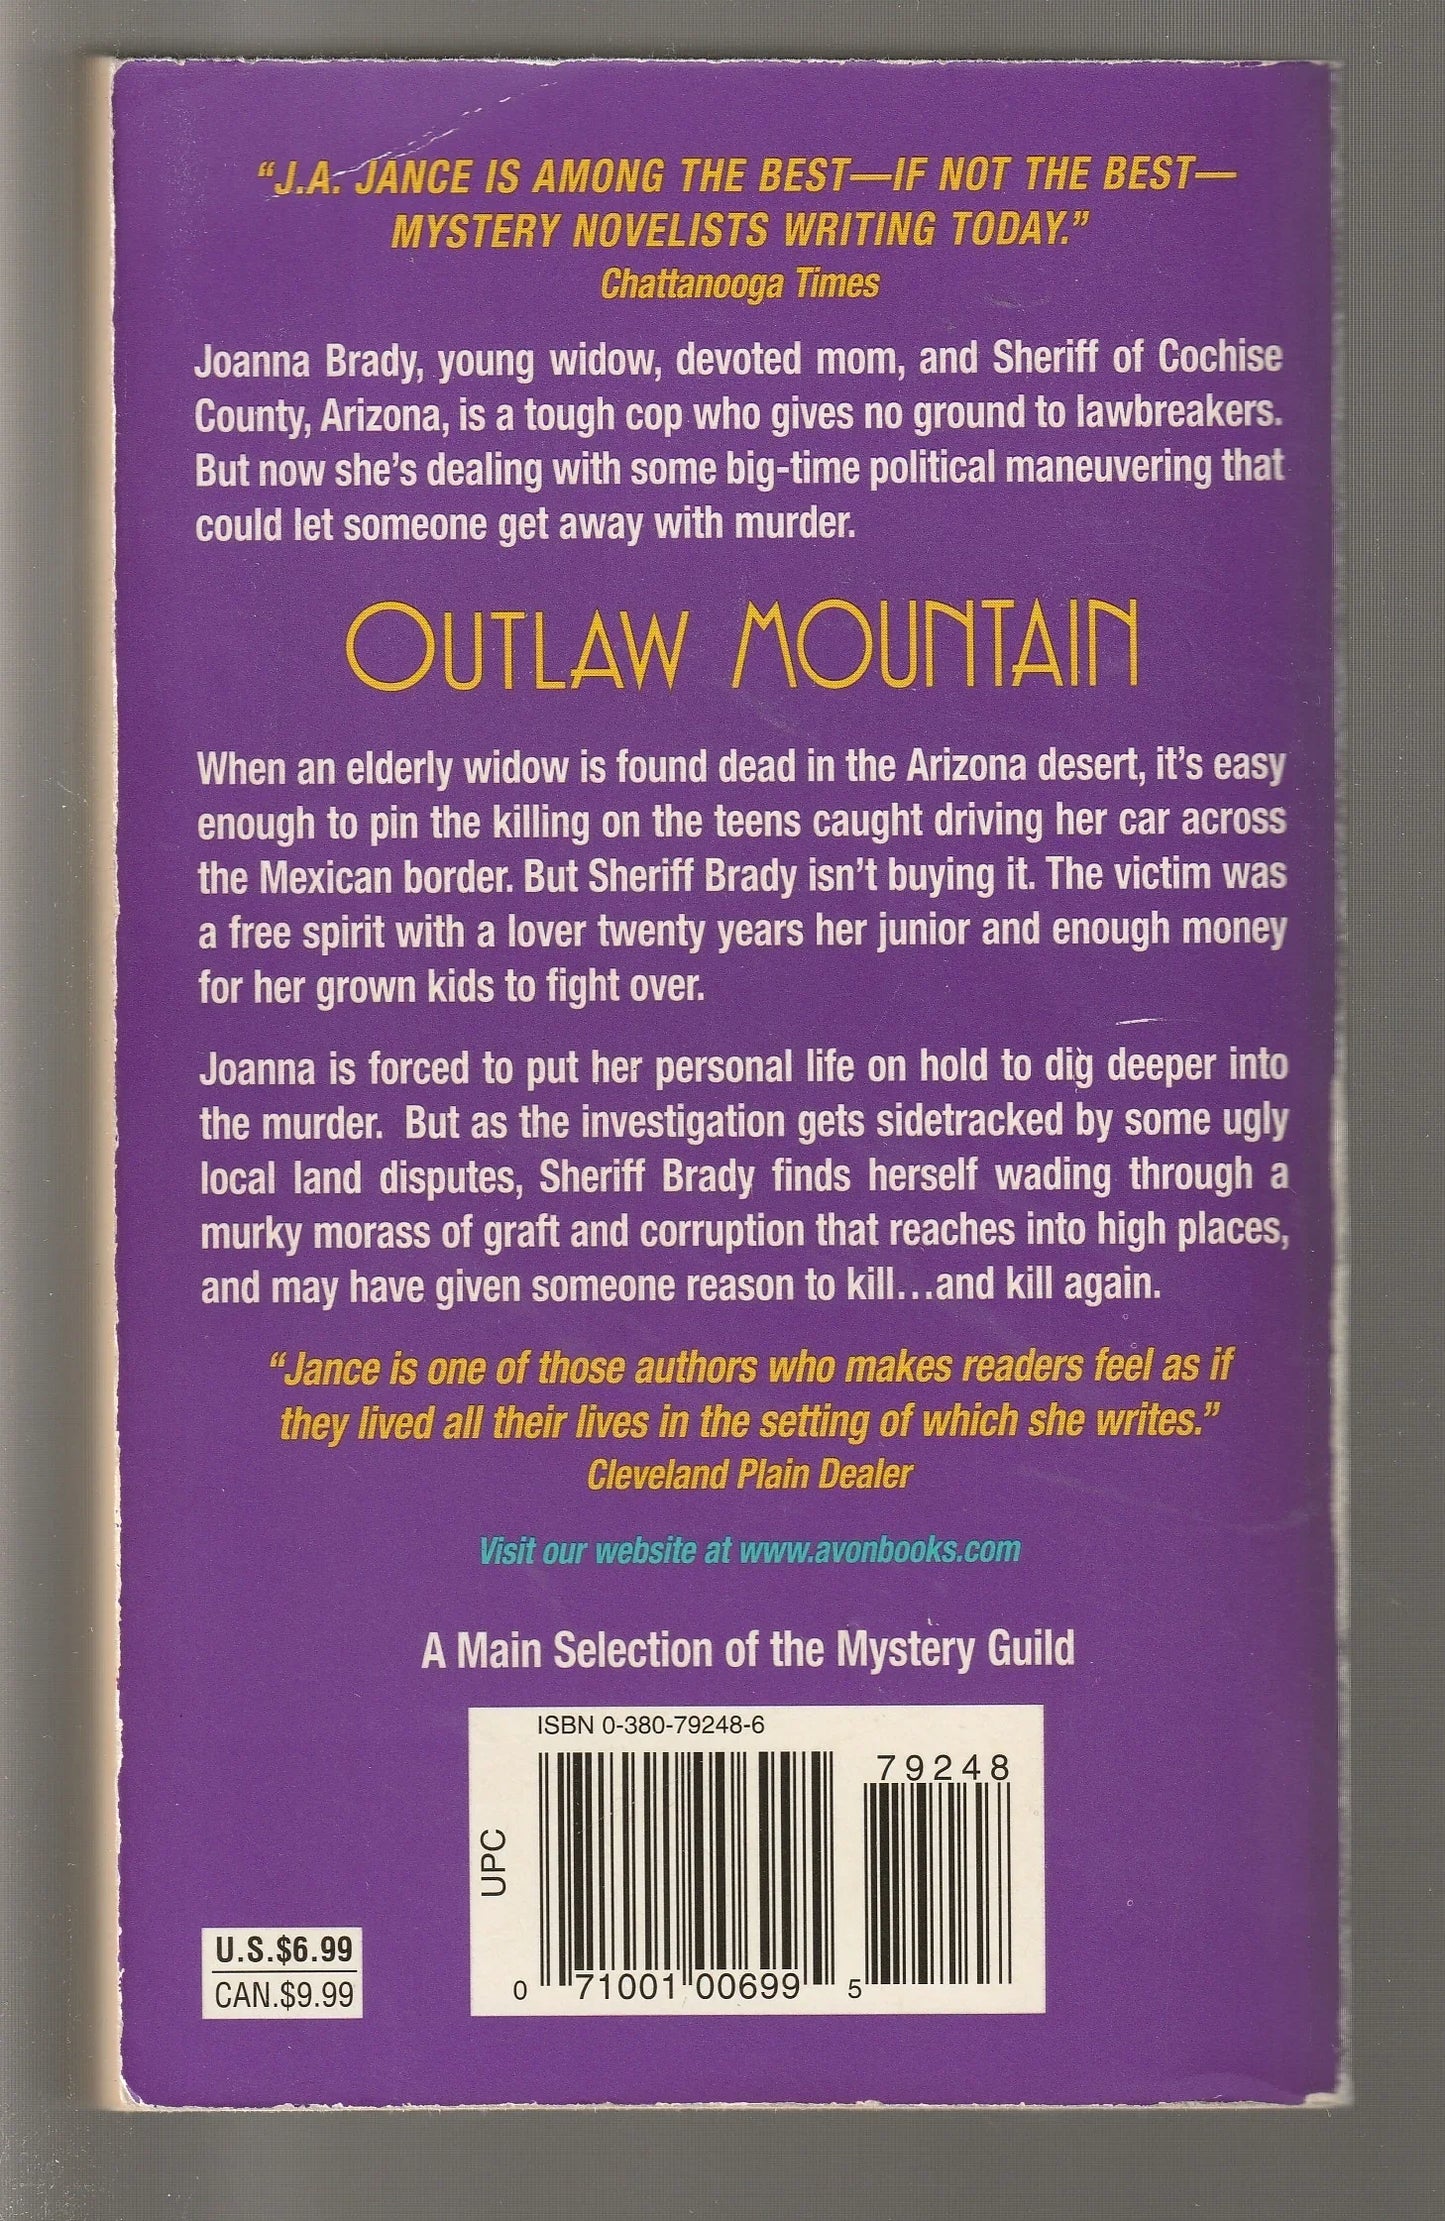 “J.A. JANCE IS AMONG THE BEST—IF NOT THE BEST—
MYSTERY NOVELISTS WRITING TODAY.”
Chattanooga Times
Joanna Brady, young widow, devoted mom, and Sheriff of Cochise
County, Arizona, is a tough cop who gives no ground to lawbreakers.
But now she’s dealing with some big-time political maneuvering that
could let someone get away with murder.
OUTLAW MOUNTAIN
When an elderly widow is found dead in the Arizona desert, it’s easy
enough to pin the killing on the teens caught driving her car across
the Mexican border. But Sheriff Brady isn’t buying it. The victim was
a free spirit with a lover twenty years her junior and enough money
for her grown kids to fight over.
Joanna is forced to put her personal life on hold to dig deeper into
the murder. But as the investigation gets sidetracked by some ugly
local land disputes, Sheriff Brady finds herself wading through a
murky morass of graft and corruption that reaches into high places,
and may have given someone reason to kill...and kill again.
“Jance is one of those authors who makes readers feel as if
they lived all their lives in the setting of which she writes.”
Cleveland Plain Dealer
Visit our website at www.avonbooks.com
A Main Selection of the Mystery Guild
ISBN 0-380-79248-6
79248
UPC
0 71001 00699 5
U.S.$6.99
CAN.$9.99